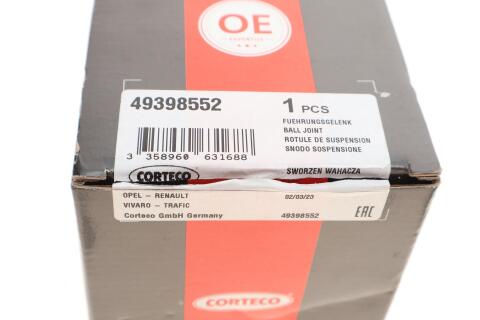 OE
EXPERTISE
49398552
1 PCS
FUEHRUNGSGELENK
BALL JOINT
ROTULE DE SUSPENSION
SNODO SOSPENSIONE
3 358960 631688
CORTECO
SWORZEN WAHACZA
OPEL - RENAULT
02/03/23
VIVARO - TRAFIC
Corteco GmbH Germany
49398552
EAC
CORTECO